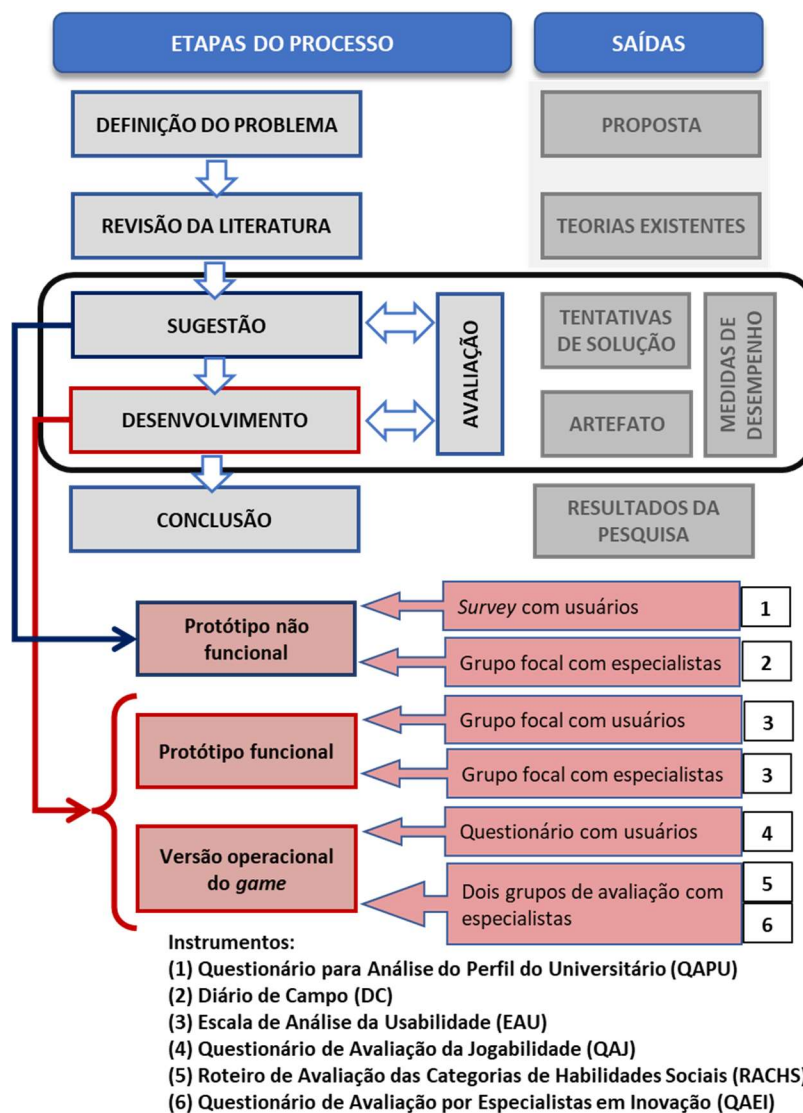 ETAPAS DO PROCESSO
SAÍDAS
DEFINIÇÃO DO PROBLEMA
PROPOSTA
REVISÃO DA LITERATURA
TEORIAS EXISTENTES
SUGESTÃO
AVALIAÇÃO
TENTATIVAS
DE SOLUÇÃO
MEDIDAS DE
DESEMPENHO
DESENVOLVIMENTO
ARTEFATO
CONCLUSÃO
RESULTADOS DA
PESQUISA
Protótipo não
funcional
Survey com usuários
1
Grupo focal com especialistas
2
Protótipo funcional
Grupo focal com usuários
3
Grupo focal com especialistas
3
Versão operacional
do game
Questionário com usuários
4
Dois grupos de avaliação com
especialistas
5
6
Instrumentos:
(1) Questionário para Análise do Perfil do Universitário (QAPU)
(2) Diário de Campo (DC)
(3) Escala de Análise da Usabilidade (EAU)
(4) Questionário de Avaliação da Jogabilidade (QAJ)
(5) Roteiro de Avaliação das Categorias de Habilidades Sociais (RACHS)
(6) Questionário de Avaliação por Especialistas em Inovação (QAEI)